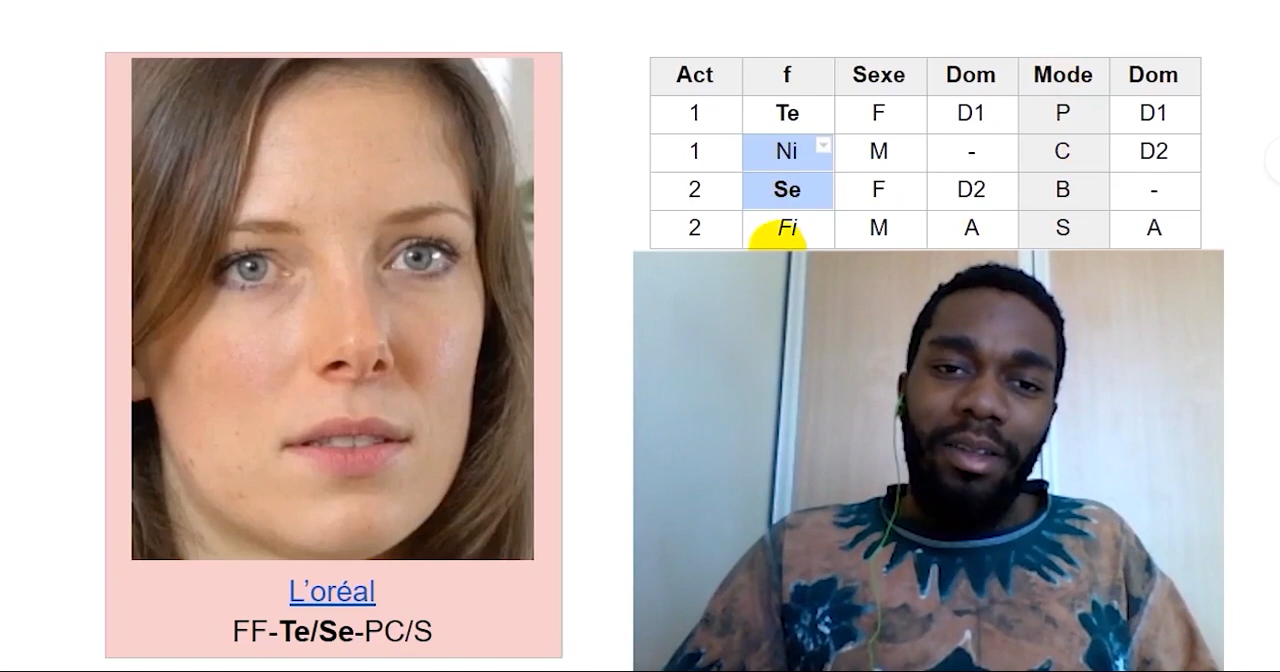 Act f Sexe Dom Mode Dom
1 Te F D1 P D1
1 Ni M - C D2
2 Se F D2 B -
2 Fi M A S A
L’oréal
FF-Te/Se-PC/S